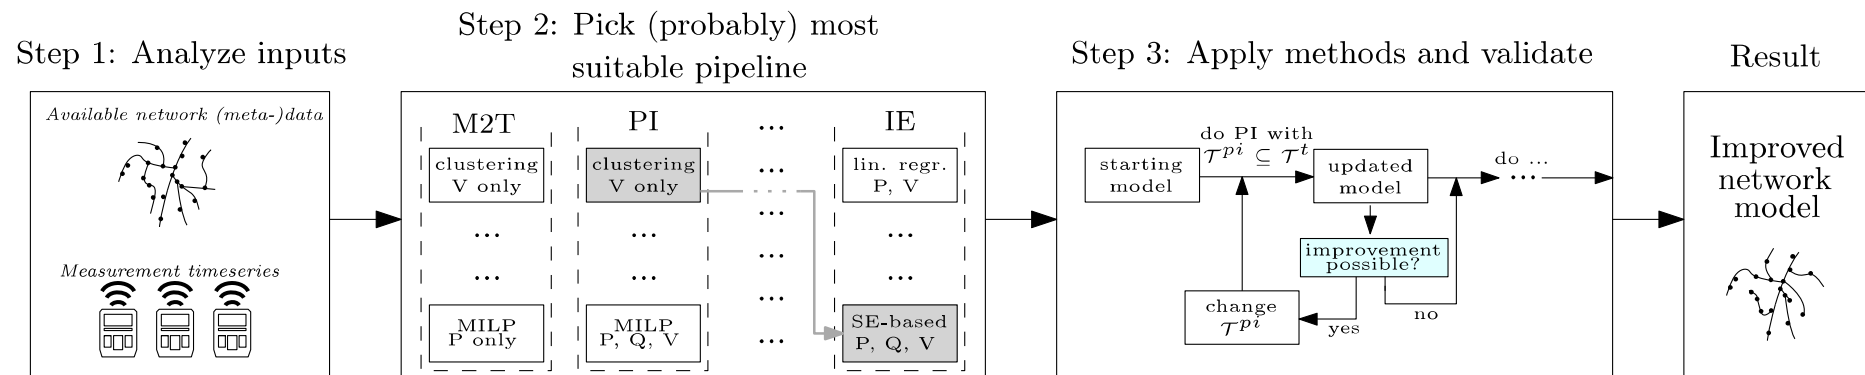 Step 1: Analyze inputs
Available network (meta-)data
Measurement timeseries
Step 2: Pick (probably) most
suitable pipeline
M2T
clustering
V only
...
...
MILP
P only
PI
clustering
V only
...
...
MILP
P, Q, V
...
...
...
...
...
...
...
IE
lin. regr.
P, V
...
...
SE-based
P, Q, V
Step 3: Apply methods and validate
starting
model
do PI with
𝒯^{pi} ⊆ 𝒯^{t}
updated
model
do ...
...
improvement
possible?
change
𝒯^{pi}
yes
no
Result
Improved
network
model